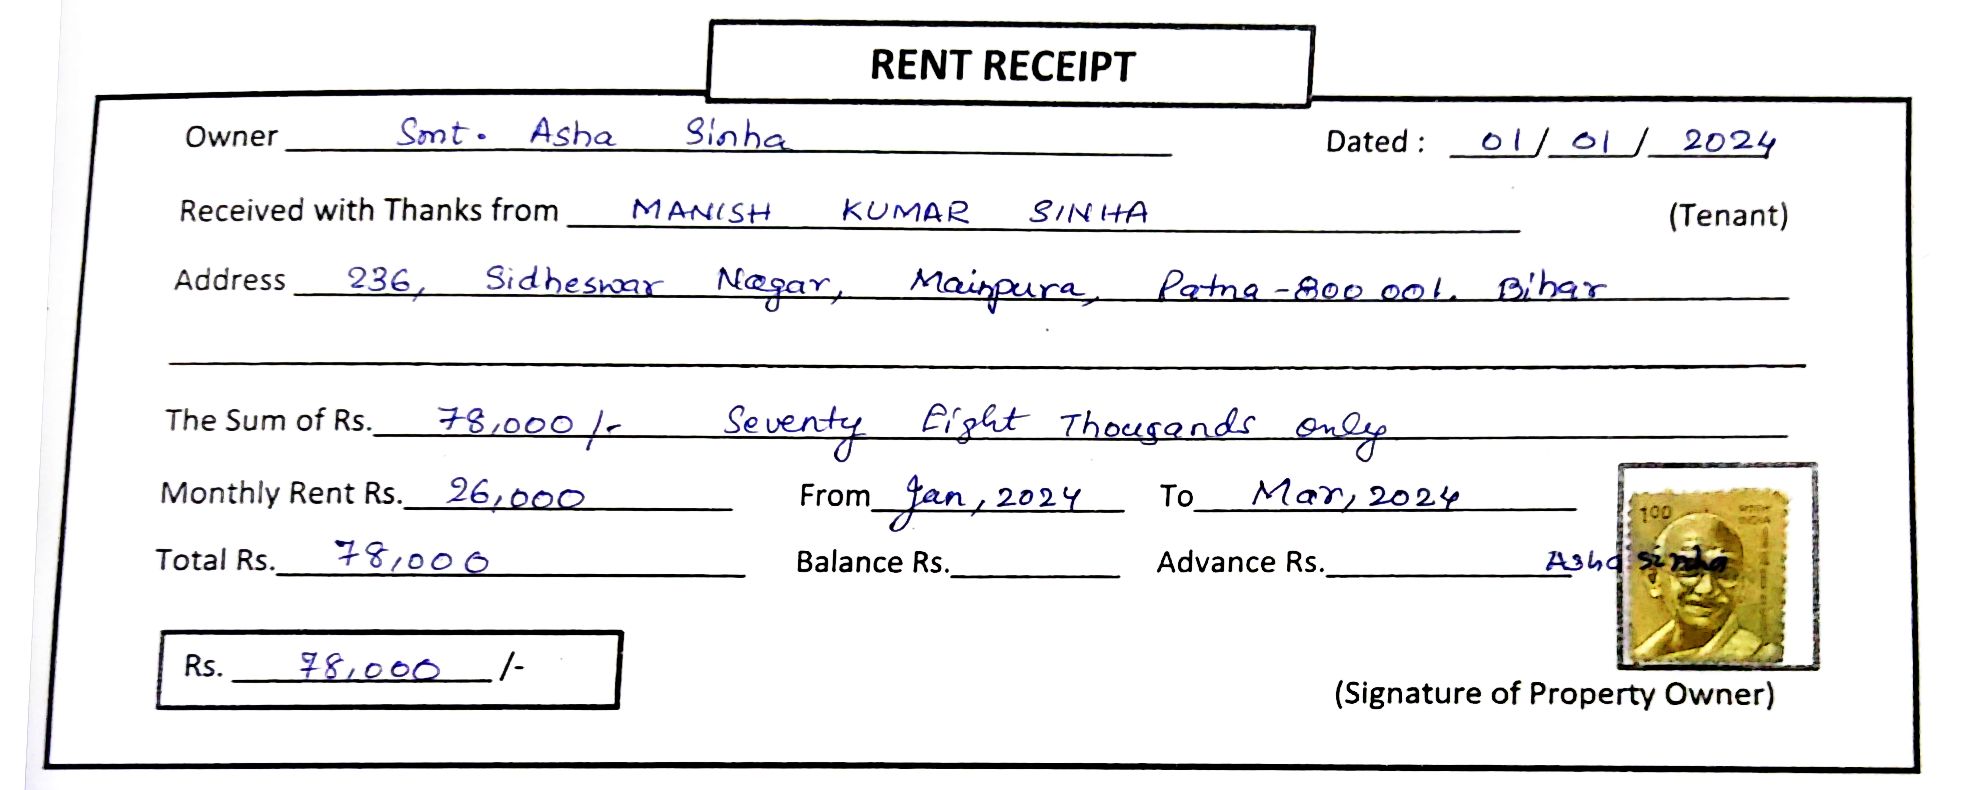 RENT RECEIPT
Owner Smt. Asha Sinha Dated : 01/01/2024
Received with Thanks from MANISH KUMAR SINHA (Tenant)
Address 236, Sidheswar Nagar, Mainpura, Patna-800 001. Bihar
The Sum of Rs. 78,000/- Seventy Eight Thousands only
Monthly Rent Rs. 26,000 From Jan, 2024 To Mar, 2024
Total Rs. 78,000 Balance Rs. Advance Rs.
100
INDIA
Asha Sinha
Rs. 78,000 /-
(Signature of Property Owner)